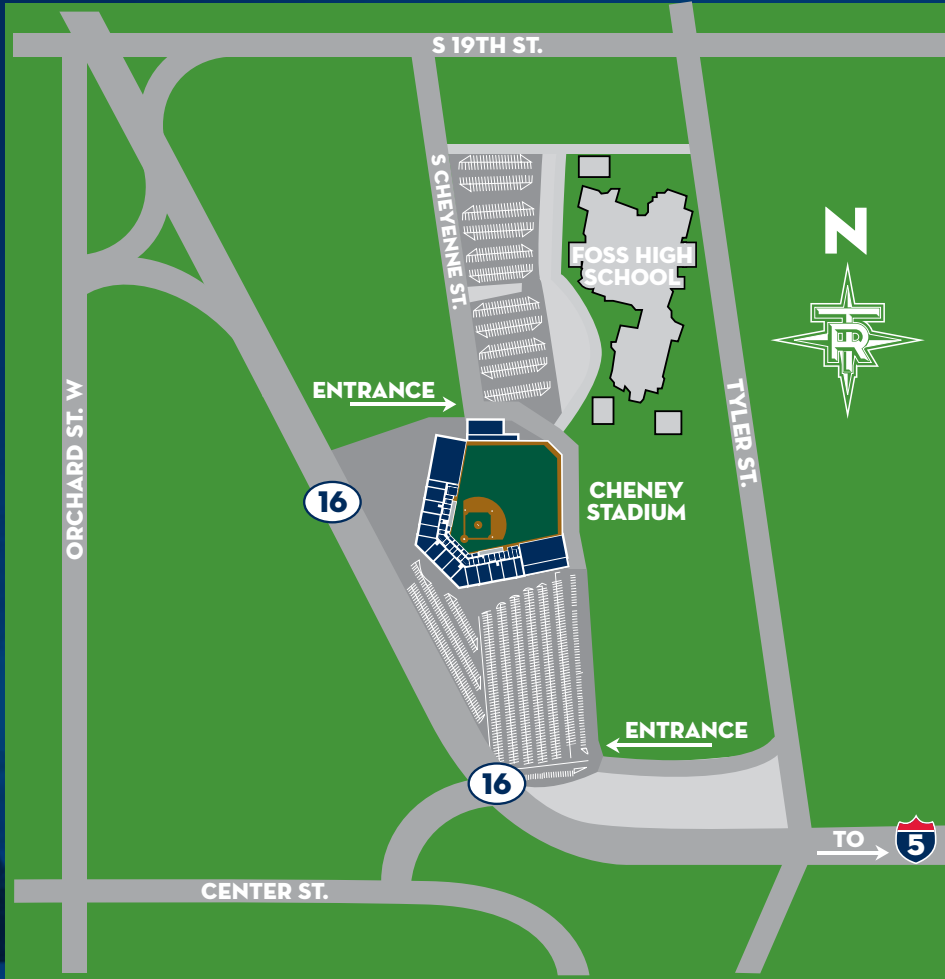 S 19TH ST.
S CHEYENNE ST.
FOSS HIGH
SCHOOL
N
TR
ENTRANCE
TYLER ST.
ORCHARD ST. W
16
CHENEY
STADIUM
ENTRANCE
16
TO
5
CENTER ST.